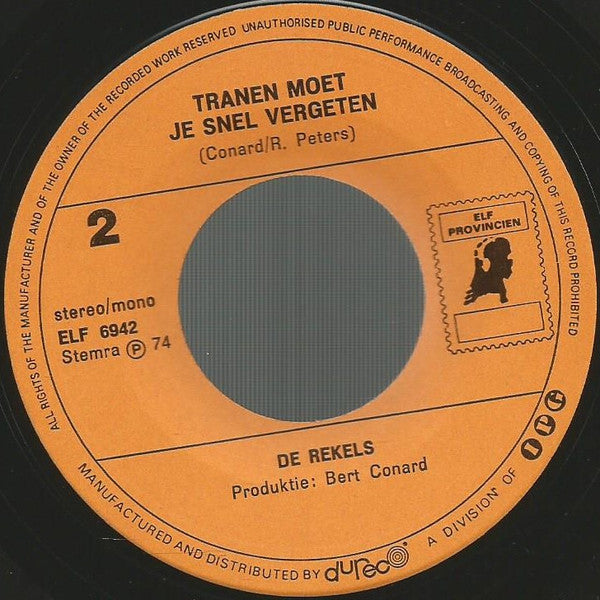 ALL RIGHTS OF THE MANUFACTURER AND OF THE OWNER OF THE RECORDED WORK RESERVED UNAUTHORISED PUBLIC PERFORMANCE BROADCASTING AND COPYING OF THIS RECORD PROHIBITED
TRANEN MOET
JE SNEL VERGETEN
(Conard/R. Peters)
2
ELF
PROVINCIEN
stereo/mono
ELF 6942
Stemra Ⓟ 74
DE REKELS
Produktie: Bert Conard
MANUFACTURED AND DISTRIBUTED BY dureco A DIVISION OF